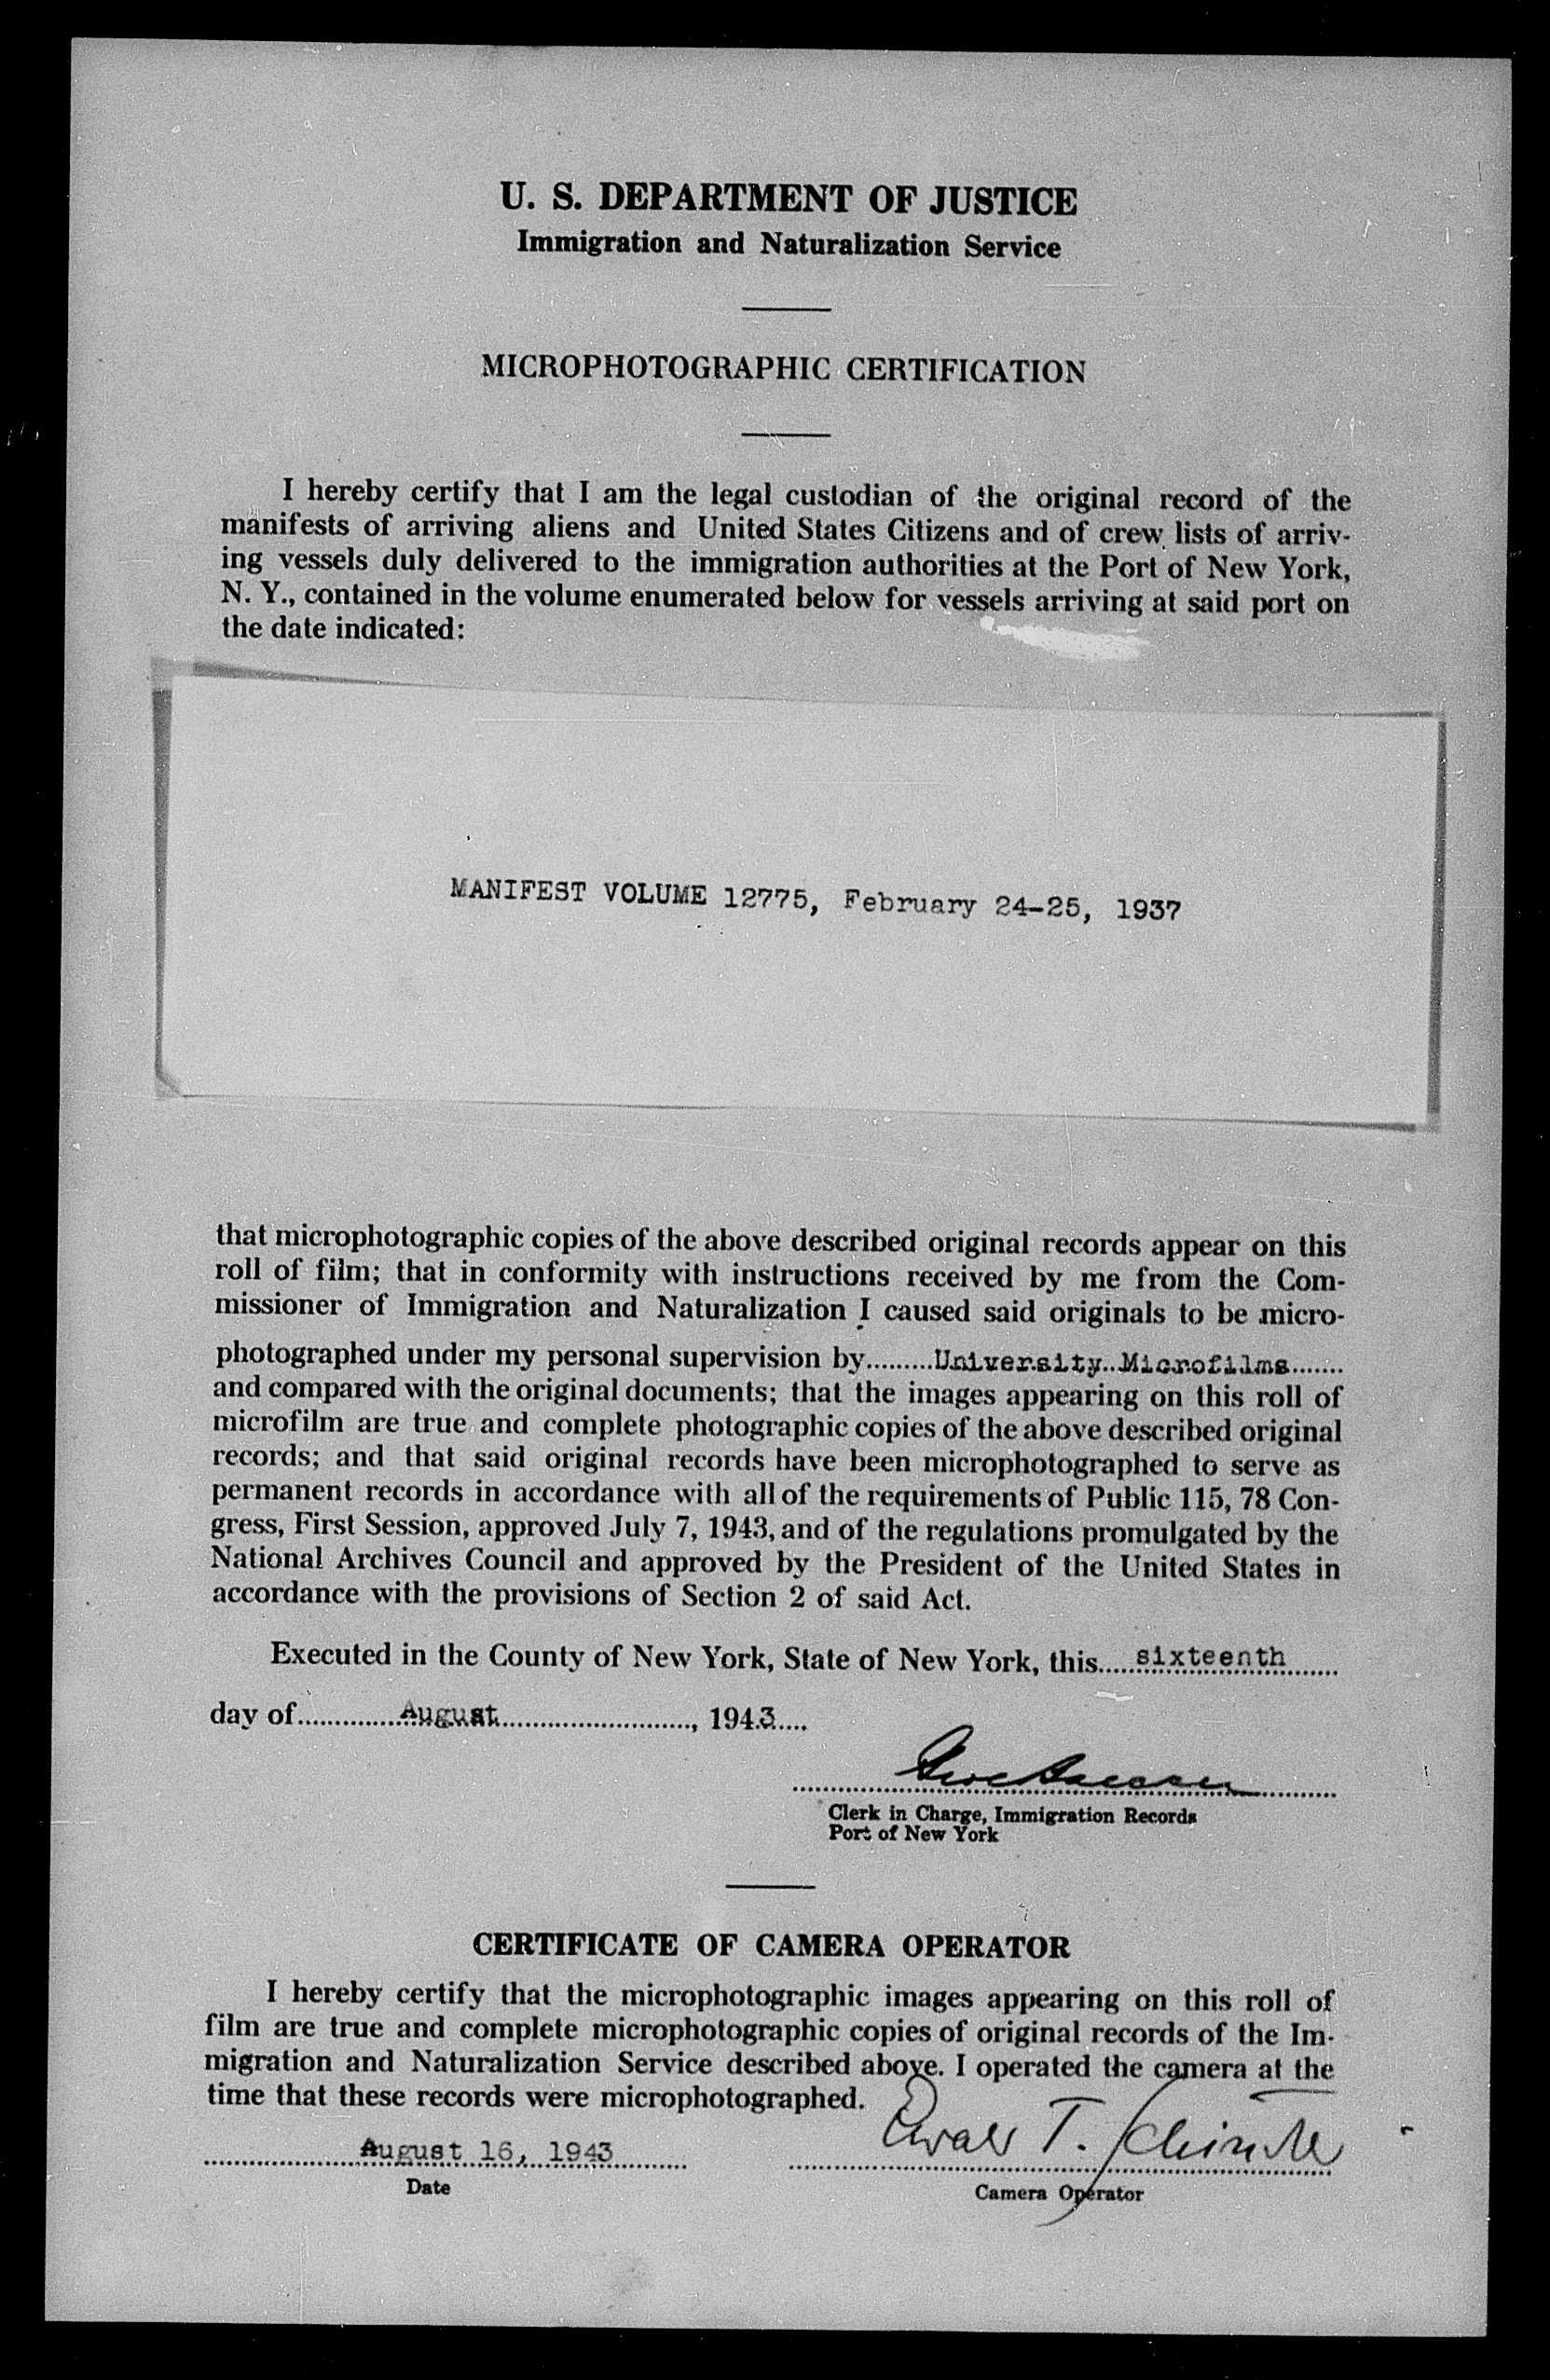 U. S. DEPARTMENT OF JUSTICE
Immigration and Naturalization Service
MICROPHOTOGRAPHIC CERTIFICATION
I hereby certify that I am the legal custodian of the original record of the
manifests of arriving aliens and United States Citizens and of crew lists of arriv-
ing vessels duly delivered to the immigration authorities at the Port of New York,
N. Y., contained in the volume enumerated below for vessels arriving at said port on
the date indicated:
MANIFEST VOLUME 12775, February 24-25, 1937
that microphotographic copies of the above described original records appear on this
roll of film; that in conformity with instructions received by me from the Com-
missioner of Immigration and Naturalization I caused said originals to be micro-
photographed under my personal supervision by.........University Microfilms.......
and compared with the original documents; that the images appearing on this roll of
microfilm are true and complete photographic copies of the above described original
records; and that said original records have been microphotographed to serve as
permanent records in accordance with all of the requirements of Public 115, 78 Con-
gress, First Session, approved July 7, 1943, and of the regulations promulgated by the
National Archives Council and approved by the President of the United States in
accordance with the provisions of Section 2 of said Act.
Executed in the County of New York, State of New York, this.....sixteenth......
day of................August..........................., 1943.....
Clerk in Charge, Immigration Records
Port of New York
CERTIFICATE OF CAMERA OPERATOR
I hereby certify that the microphotographic images appearing on this roll of
film are true and complete microphotographic copies of original records of the Im-
migration and Naturalization Service described above. I operated the camera at the
time that these records were microphotographed.
T.
August 16, 1943
Date
Camera Operator